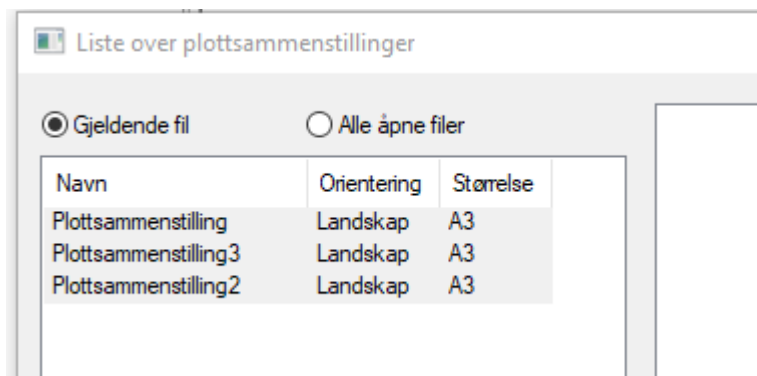 Liste over plottsammenstillinger
Gjeldende fil Alle åpne filer
Navn Orientering Størrelse
Plottsammenstilling Landskap A3
Plottsammenstilling3 Landskap A3
Plottsammenstilling2 Landskap A3